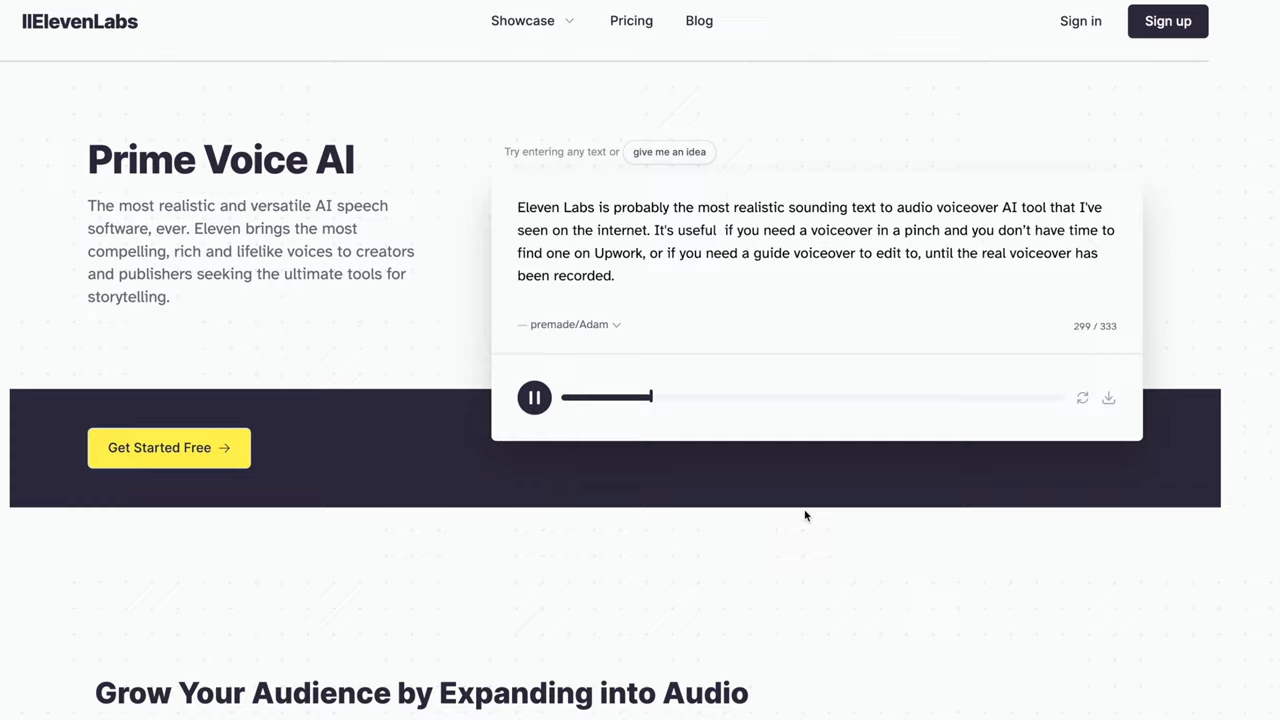 IIElevenLabs
Showcase
Pricing
Blog
Sign in
Sign up
Prime Voice AI
The most realistic and versatile AI speech
software, ever. Eleven brings the most
compelling, rich and lifelike voices to creators
and publishers seeking the ultimate tools for
storytelling.
Get Started Free →
Try entering any text or give me an idea
Eleven Labs is probably the most realistic sounding text to audio voiceover AI tool that I've
seen on the internet. It's useful  if you need a voiceover in a pinch and you don’t have time to
find one on Upwork, or if you need a guide voiceover to edit to, until the real voiceover has
been recorded.
— premade/Adam
299 / 333
Grow Your Audience by Expanding into Audio